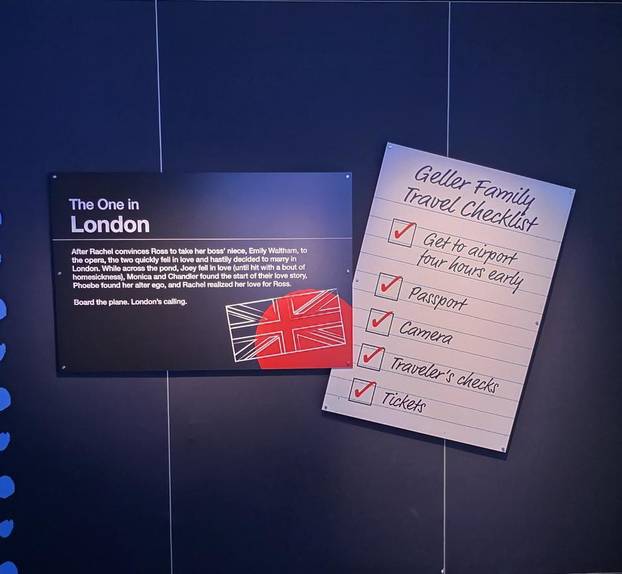 The One in
London
After Rachel convinces Ross to take her boss' niece, Emily Waltham, to
the opera, the two quickly fell in love and hastily decided to marry in
London. While across the pond, Joey fell in love (until hit with a bout of
homesickness), Monica and Chandler found the start of their love story,
Phoebe found her alter ego, and Rachel realized her love for Ross.
Board the plane. London's calling.
Geller Family
Travel Checklist
Get to airport
four hours early
Passport
Camera
Traveler's checks
Tickets